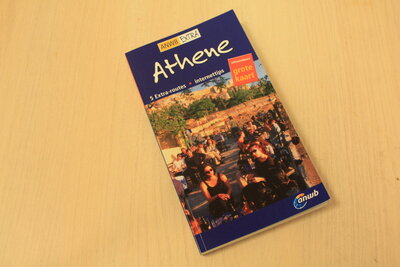 ANWB EXTRA
Athene
5 Extra-routes • internettips
grote
kaart
anwb